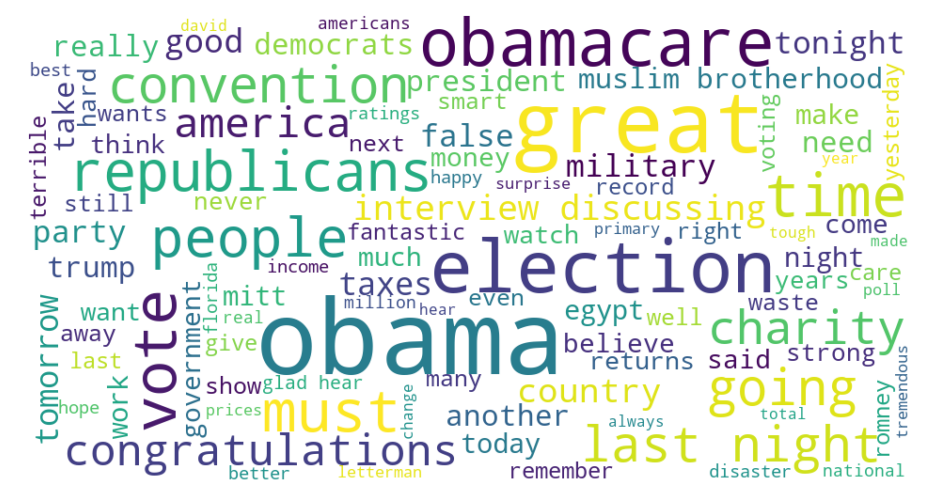 david
americans
obamacare
tonight
really
good
democrats
best
hard
convention
president
muslim brotherhood
take
wants
america
ratings
smart
great
voting
make
yesterday
terrible
think
next
false
money
military
need
year
republicans
happy
surprise
record
time
still
never
interview discussing
party
people
fantastic
watch
primary
right
tough
come
made
trump
income
much
election
night
years
care
poll
taxes
million
hear
even
egypt
well
waste
tomorrow
want
vote
government
florida
mitt
real
obama
believe
charity
away
give
returns
said
strong
last
work
show
glad hear
many
country
going
tremendous
hope
prices
must
change
another
always
total
romney
congratulations
today
last night
better
letterman
remember
disaster
national